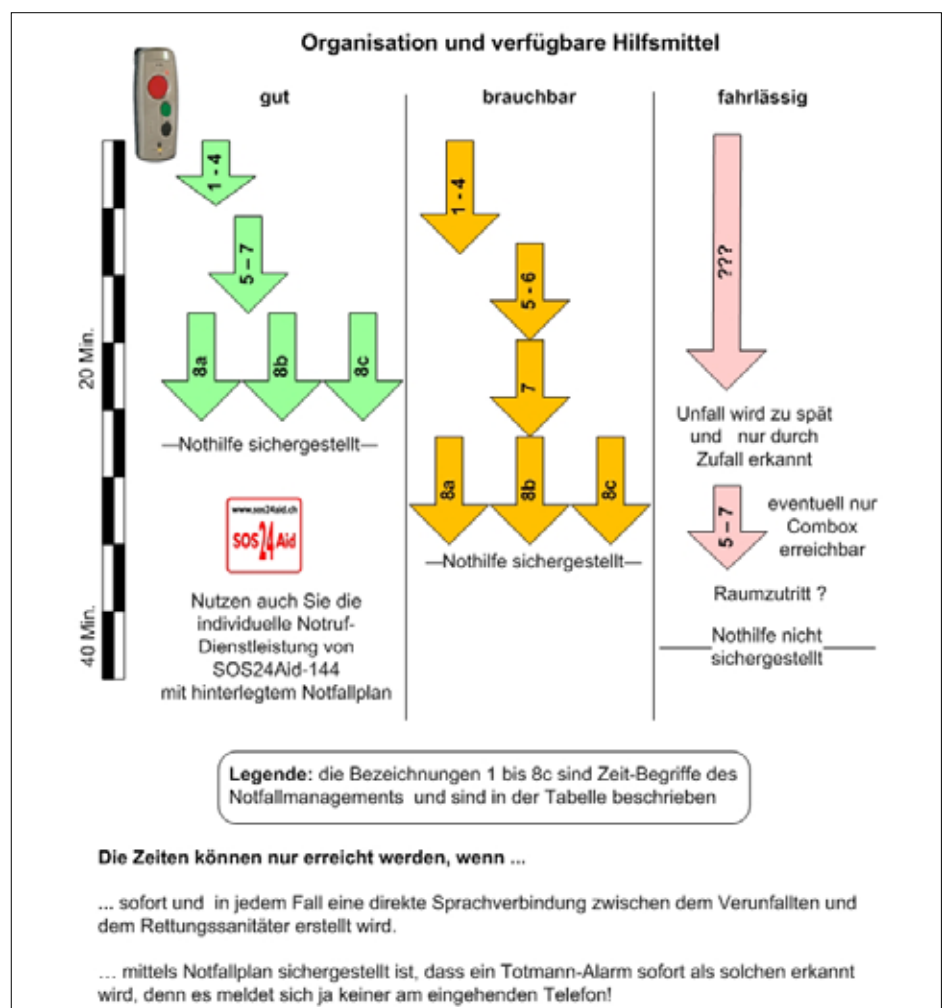 Organisation und verfügbare Hilfsmittel
gut
brauchbar
fahrlässig
20 Min.
40 Min.
1 - 4
5 – 7
8a
8b
8c
—Nothilfe sichergestellt—
www.sos24aid.ch
SOS24Aid
Nutzen auch Sie die
individuelle Notruf-
Dienstleistung von
SOS24Aid-144
mit hinterlegtem Notfallplan
1 - 4
5 - 6
7
8a
8b
8c
—Nothilfe sichergestellt—
???
Unfall wird zu spät
und nur durch
Zufall erkannt
5 – 7
eventuell nur
Combox
erreichbar
Raumzutritt ?
Nothilfe nicht
sichergestellt
Legende: die Bezeichnungen 1 bis 8c sind Zeit-Begriffe des
Notfallmanagements und sind in der Tabelle beschrieben
Die Zeiten können nur erreicht werden, wenn ...
... sofort und in jedem Fall eine direkte Sprachverbindung zwischen dem Verunfallten und
dem Rettungssanitäter erstellt wird.
... mittels Notfallplan sichergestellt ist, dass ein Totmann-Alarm sofort als solchen erkannt
wird, denn es meldet sich ja keiner am eingehenden Telefon!